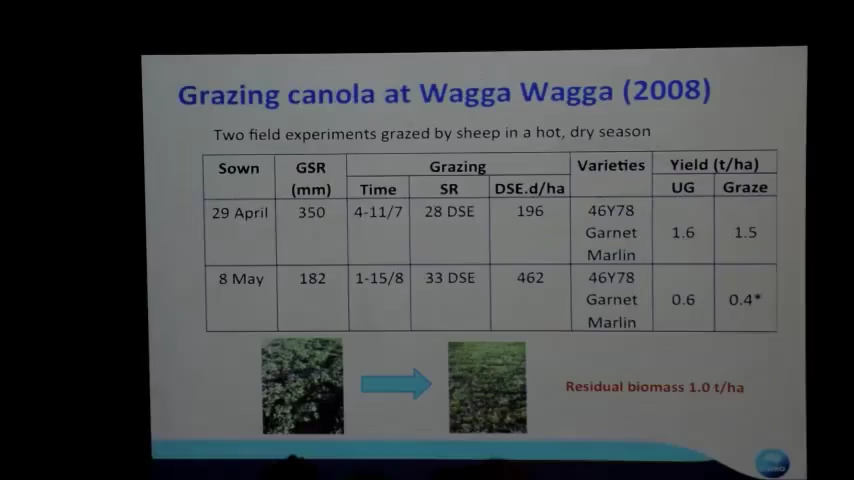 Grazing canola at Wagga Wagga (2008)
Two field experiments grazed by sheep in a hot, dry season
Sown GSR (mm) Grazing Varieties Yield (t/ha)
Time SR DSE.d/ha UG Graze
29 April 350 4-11/7 28 DSE 196 46Y78 Garnet Marlin 1.6 1.5
8 May 182 1-15/8 33 DSE 462 46Y78 Garnet Marlin 0.6 0.4*
Residual biomass 1.0 t/ha